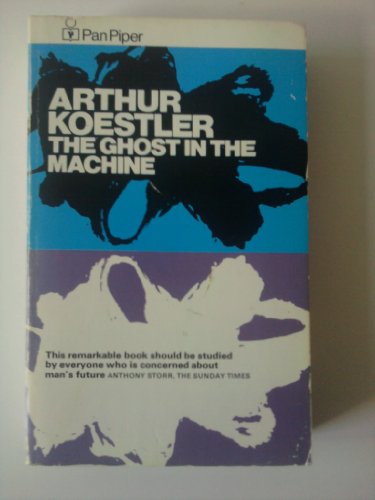 Pan Piper
ARTHUR
KOESTLER
THE GHOST IN THE
MACHINE
This remarkable book should be studied
by everyone who is concerned about
man's future ANTHONY STORR, THE SUNDAY TIMES